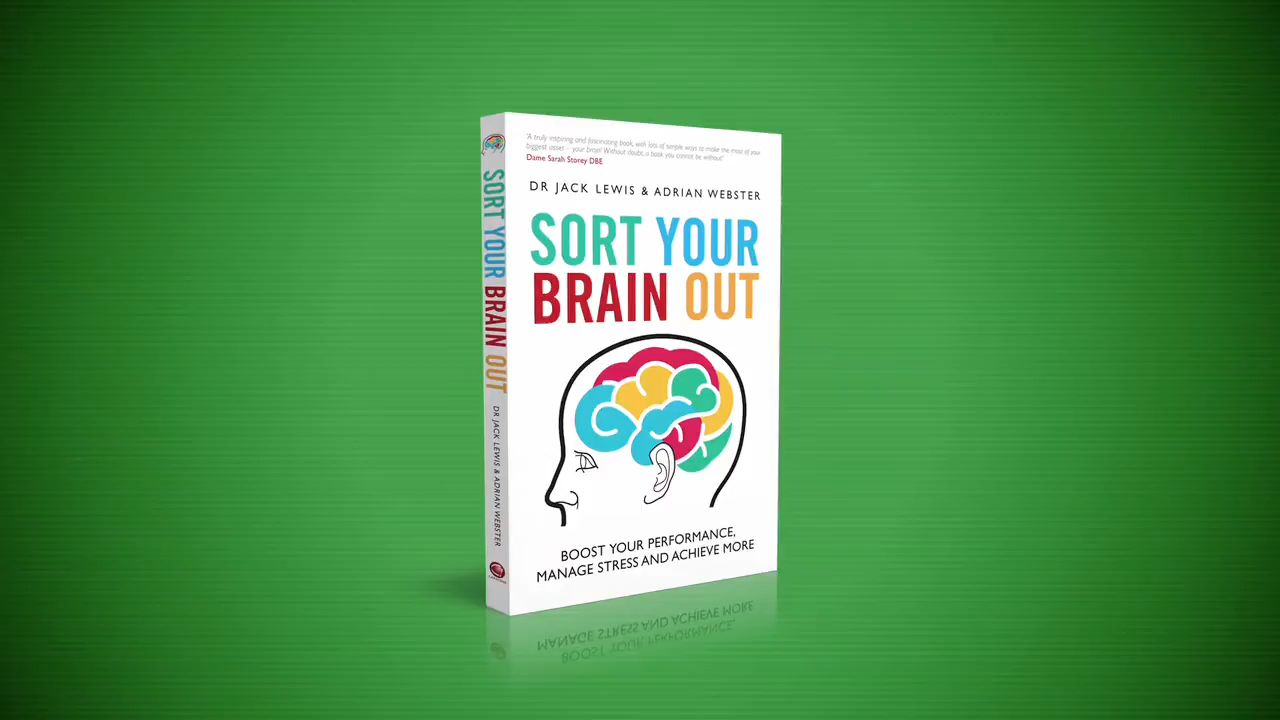 'A truly inspiring and fascinating book, with lots of simple ways to make the most of your
biggest asset – your brain! Without doubt, a book you cannot be without!'
Dame Sarah Storey DBE
DR JACK LEWIS & ADRIAN WEBSTER
SORT YOUR
BRAIN OUT
BOOST YOUR PERFORMANCE,
MANAGE STRESS AND ACHIEVE MORE
SORT YOUR BRAIN OUT
DR JACK LEWIS & ADRIAN WEBSTER